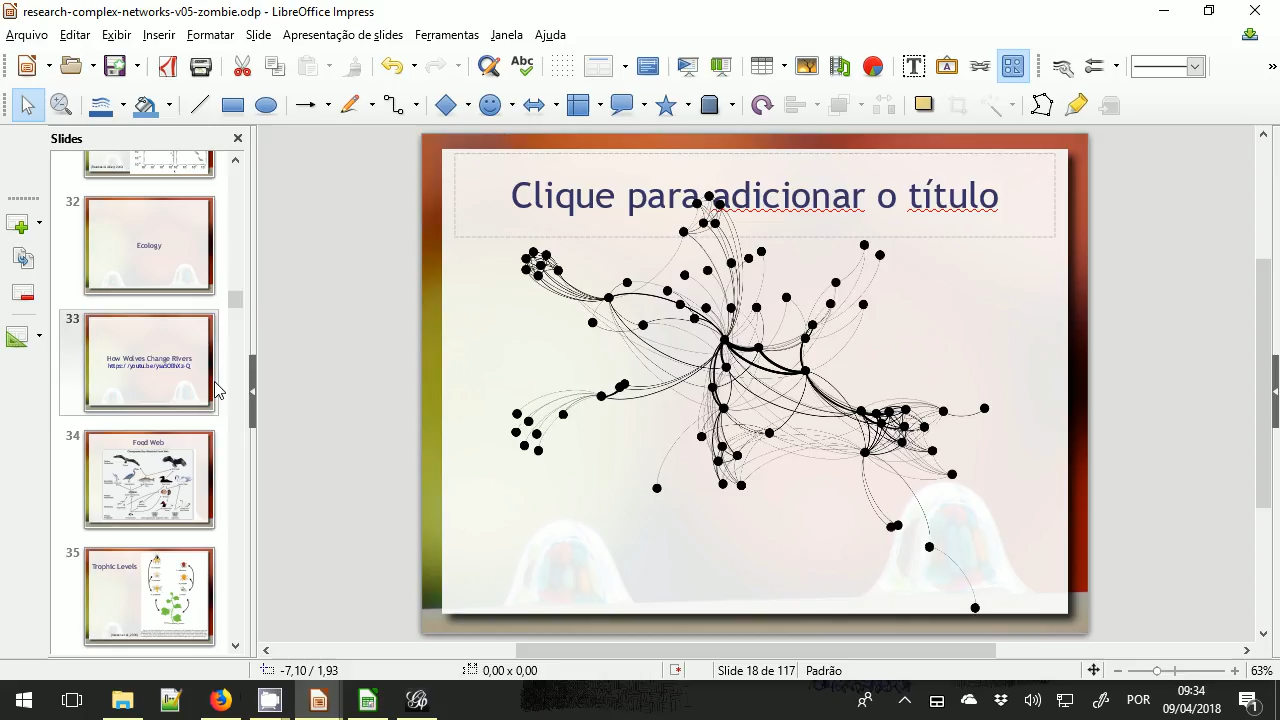 research-complex-networks-v05-zombie.odp - LibreOffice Impress
Arquivo Editar Exibir Inserir Formatar Slide Apresentação de slides Ferramentas Janela Ajuda
Abc
Slides
32
Ecology
33
How Wolves Change Rivers
34
Food Web
35
Trophic Levels
Clique para adicionar o título
-7,10 / 1,93
0,00 x 0,00
Slide 18 de 117
Padrão
63%
POR
09:34
09/04/2018
1